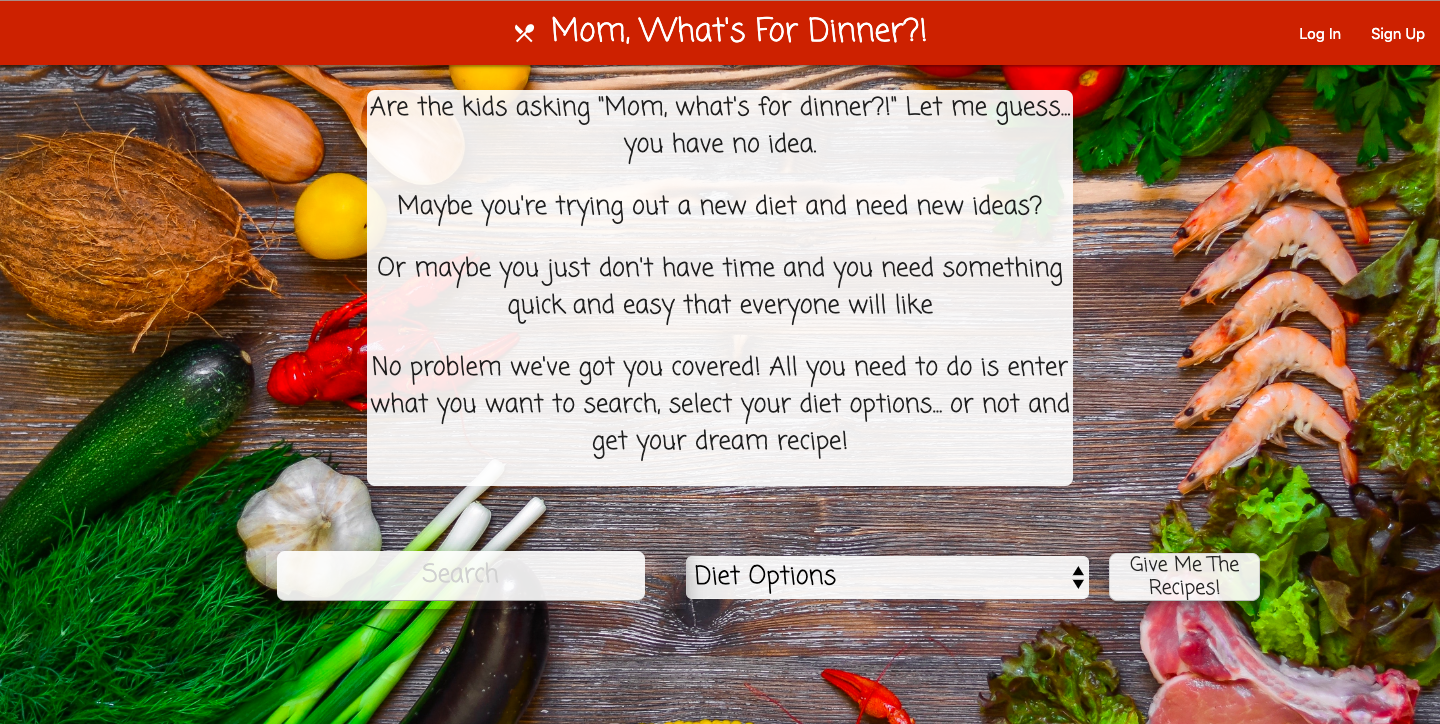 Mom, What's For Dinner?!
Log In
Sign Up
Are the kids asking "Mom, what's for dinner?!" Let me guess...
you have no idea.
Maybe you're trying out a new diet and need new ideas?
Or maybe you just don't have time and you need something
quick and easy that everyone will like
No problem we've got you covered! All you need to do is enter
what you want to search, select your diet options... or not and
get your dream recipe!
Search
Diet Options
Give Me The
Recipes!